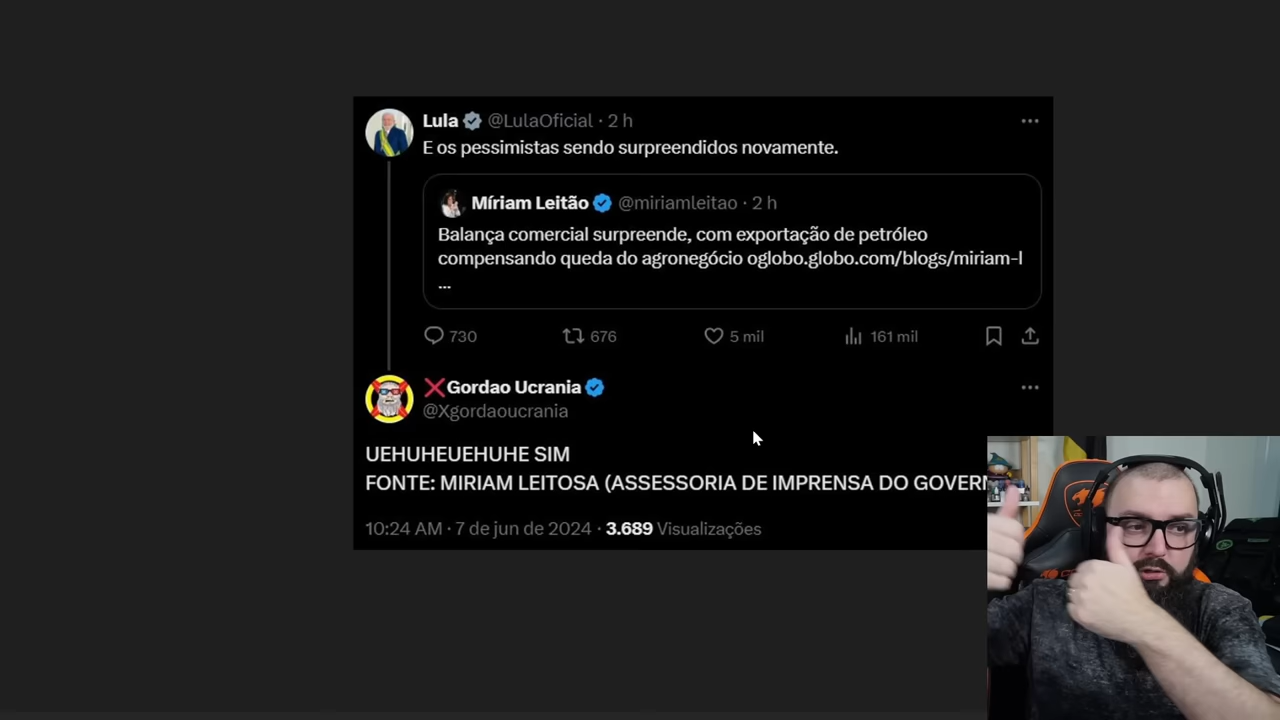 Lula @LulaOficial · 2 h
E os pessimistas sendo surpreendidos novamente.
Míriam Leitão @miriamleitao · 2 h
Balança comercial surpreende, com exportação de petróleo
compensando queda do agronegócio oglobo.globo.com/blogs/miriam-l
...
730 676 5 mil 161 mil
❌Gordao Ucrania
@Xgordaoucrania
UEHUHEUEHUHE SIM
FONTE: MIRIAM LEITOSA (ASSESSORIA DE IMPRENSA DO GOVERN
10:24 AM · 7 de jun de 2024 · 3.689 Visualizações